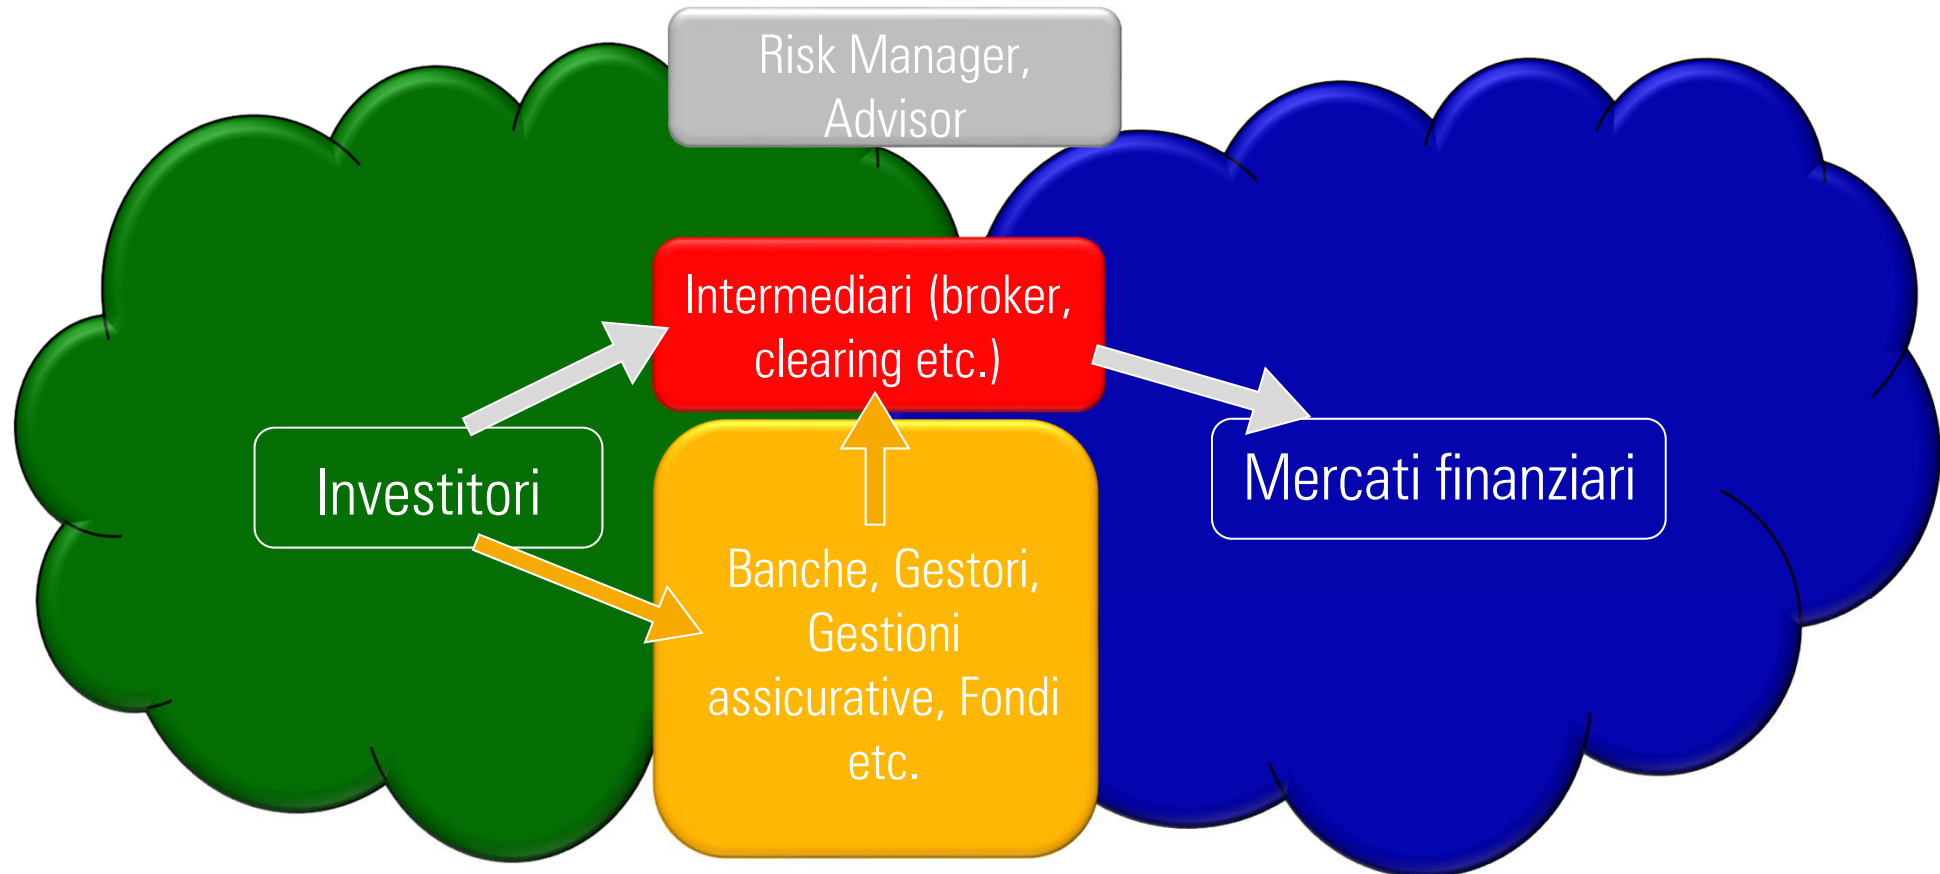 Risk Manager,
Advisor
Intermediari (broker,
clearing etc.)
Investitori
Mercati finanziari
Banche, Gestori,
Gestioni
assicurative, Fondi
etc.